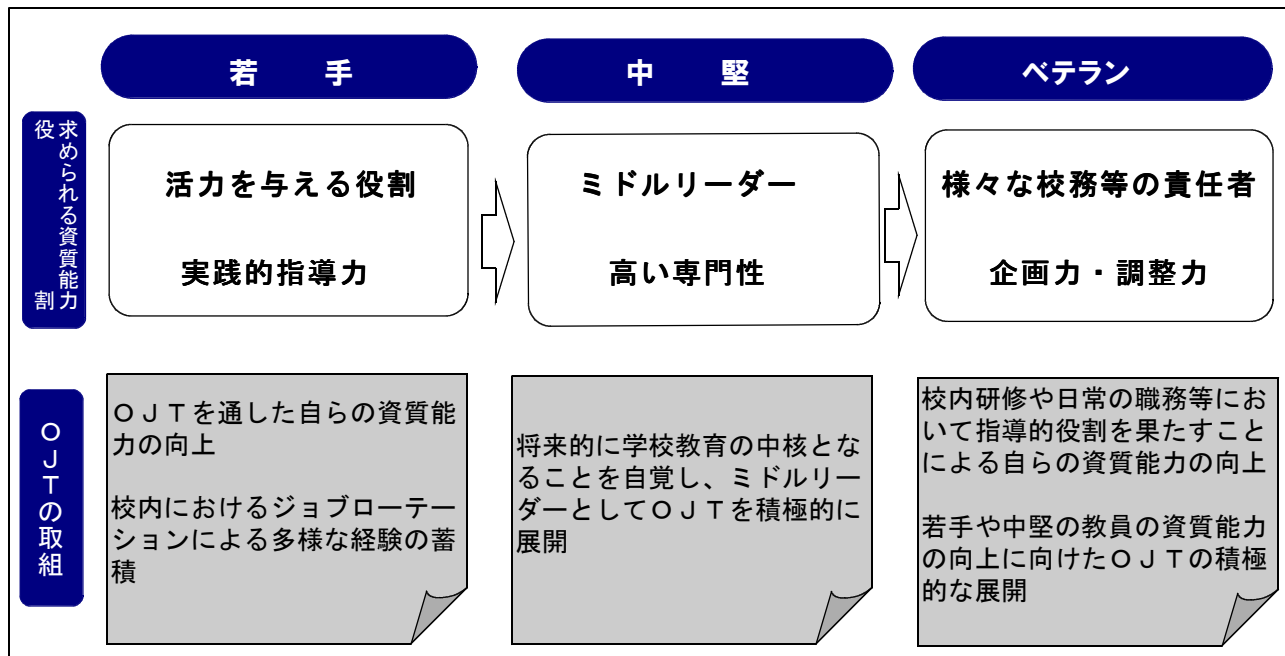 若　手
中　堅
ベテラン
求められる資質能力
役　割
活力を与える役割
実践的指導力
ミドルリーダー
高い専門性
様々な校務等の責任者
企画力・調整力
ＯＪＴの取組
ＯＪＴを通した自らの資質能
力の向上
校内におけるジョブローテー
ションによる多様な経験の蓄
積
将来的に学校教育の中核とな
ることを自覚し、ミドルリー
ダーとしてＯＪＴを積極的に
展開
校内研修や日常の職務等にお
いて指導的役割を果たすこと
による自らの資質能力の向上
若手や中堅の教員の資質能力
の向上に向けたＯＪＴの積極
的な展開